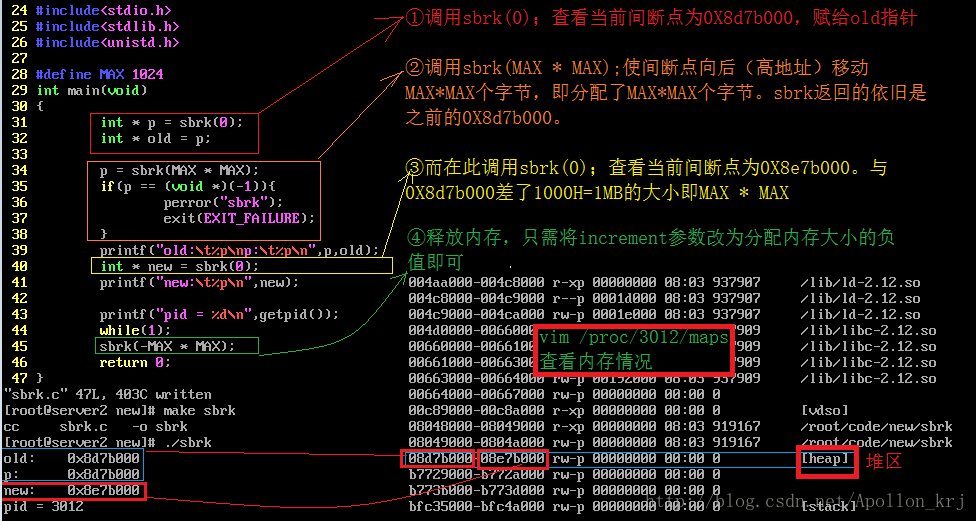 24 #include<stdio.h>
25 #include<stdlib.h>
26 #include<unistd.h>
27
28 #define MAX 1024
29 int main(void)
30 {
31 int * p = sbrk(0);
32 int * old = p;
33
34 p = sbrk(MAX * MAX);
35 if(p == (void *)(-1)){
36 perror("sbrk");
37 exit(EXIT_FAILURE);
38 }
39 printf("old:\t%p\np:\t%p\n",p,old);
40 int * new = sbrk(0);
41 printf("new:\t%p\n",new);
42
43 printf("pid = %d\n",getpid());
44 while(1);
45 sbrk(-MAX * MAX);
46 return 0;
47 }
"sbrk.c" 47L, 403C written
[root@server2 new]# make sbrk
cc sbrk.c -o sbrk
[root@server2 new]# ./sbrk
old: 0x8d7b000
p: 0x8d7b000
new: 0x8e7b000
pid = 3012
①调用sbrk(0)；查看当前间断点为0X8d7b000，赋给old指针
②调用sbrk(MAX * MAX);使间断点向后（高地址）移动
MAX*MAX个字节，即分配了MAX*MAX个字节。sbrk返回的依旧是
之前的0X8d7b000。
③而在此调用sbrk(0)；查看当前间断点为0X8e7b000。与
0X8d7b000差了1000H=1MB的大小即MAX * MAX
④释放内存，只需将increment参数改为分配内存大小的负
值即可
004aa000-004c8000 r-xp 00000000 08:03 937907 /lib/ld-2.12.so
004c8000-004c9000 r--p 0001d000 08:03 937907 /lib/ld-2.12.so
004c9000-004ca000 rw-p 0001e000 08:03 937907 /lib/ld-2.12.so
004d0000-0066000 7909 /lib/libc-2.12.so
00660000-0066100 7909 /lib/libc-2.12.so
00661000-0066300 7909 /lib/libc-2.12.so
00663000-00664000 rw-p 00192000 08:03 937909 /lib/libc-2.12.so
00664000-00667000 rw-p 00000000 00:00 0
00c89000-00c8a000 r-xp 00000000 00:00 0 [vdso]
08048000-08049000 r-xp 00000000 08:03 919167 /root/code/new/sbrk
08049000-0804a000 rw-p 00000000 08:03 919167 /root/code/new/sbrk
08d7b000-08e7b000 rw-p 00000000 00:00 0 [heap]
b7729000-b772a000 rw-p 00000000 00:00 0
b773b000-b773d000 rw-p 00000000 00:00 0
bfc35000-bfc4a000 rw-p 00000000 00:00 0 [stack]
vim /proc/3012/maps
查看内存情况
堆区
http://blog.csdn.net/Apollon_krj